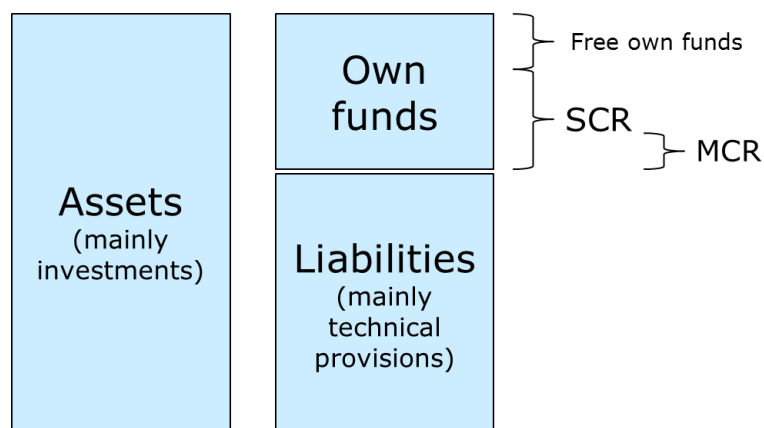 Assets
(mainly
investments)
Own
funds
Liabilities
(mainly
technical
provisions)
Free own funds
SCR
MCR